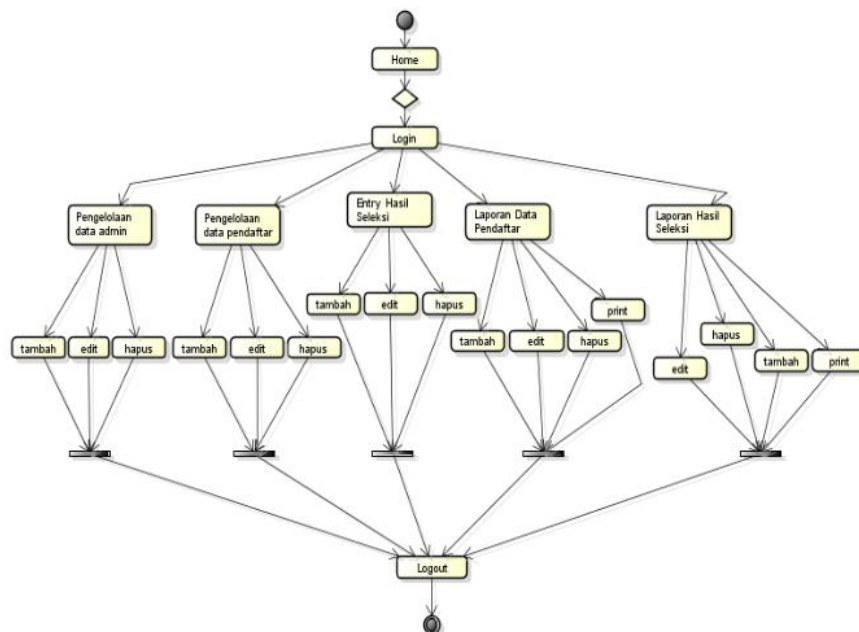 Home
Login
Pengelolaan
data admin
Pengelolaan
data pendaftar
Entry Hasil
Seleksi
Laporan Data
Pendaftar
Laporan Hasil
Seleksi
tambah
edit
hapus
tambah
edit
hapus
tambah
edit
hapus
tambah
edit
hapus
print
edit
hapus
tambah
print
Logout